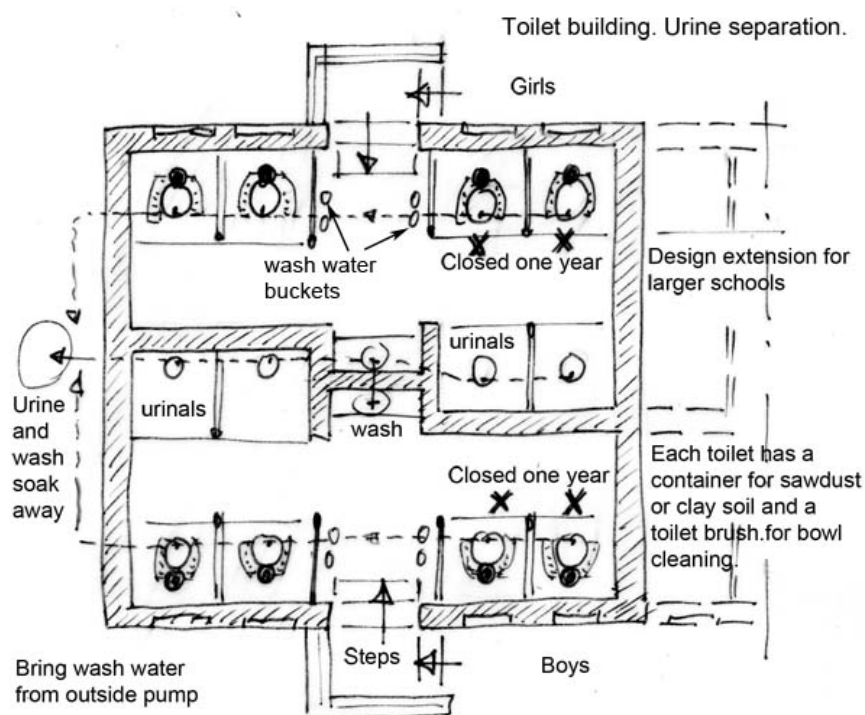 Toilet building. Urine separation.
Girls
wash water
buckets
Closed one year
Design extension for
larger schools
urinals
urinals
wash
Urine
and
wash
soak
away
Closed one year
Each toilet has a
container for sawdust
or clay soil and a
toilet brush.for bowl
cleaning.
Bring wash water
from outside pump
Steps
Boys